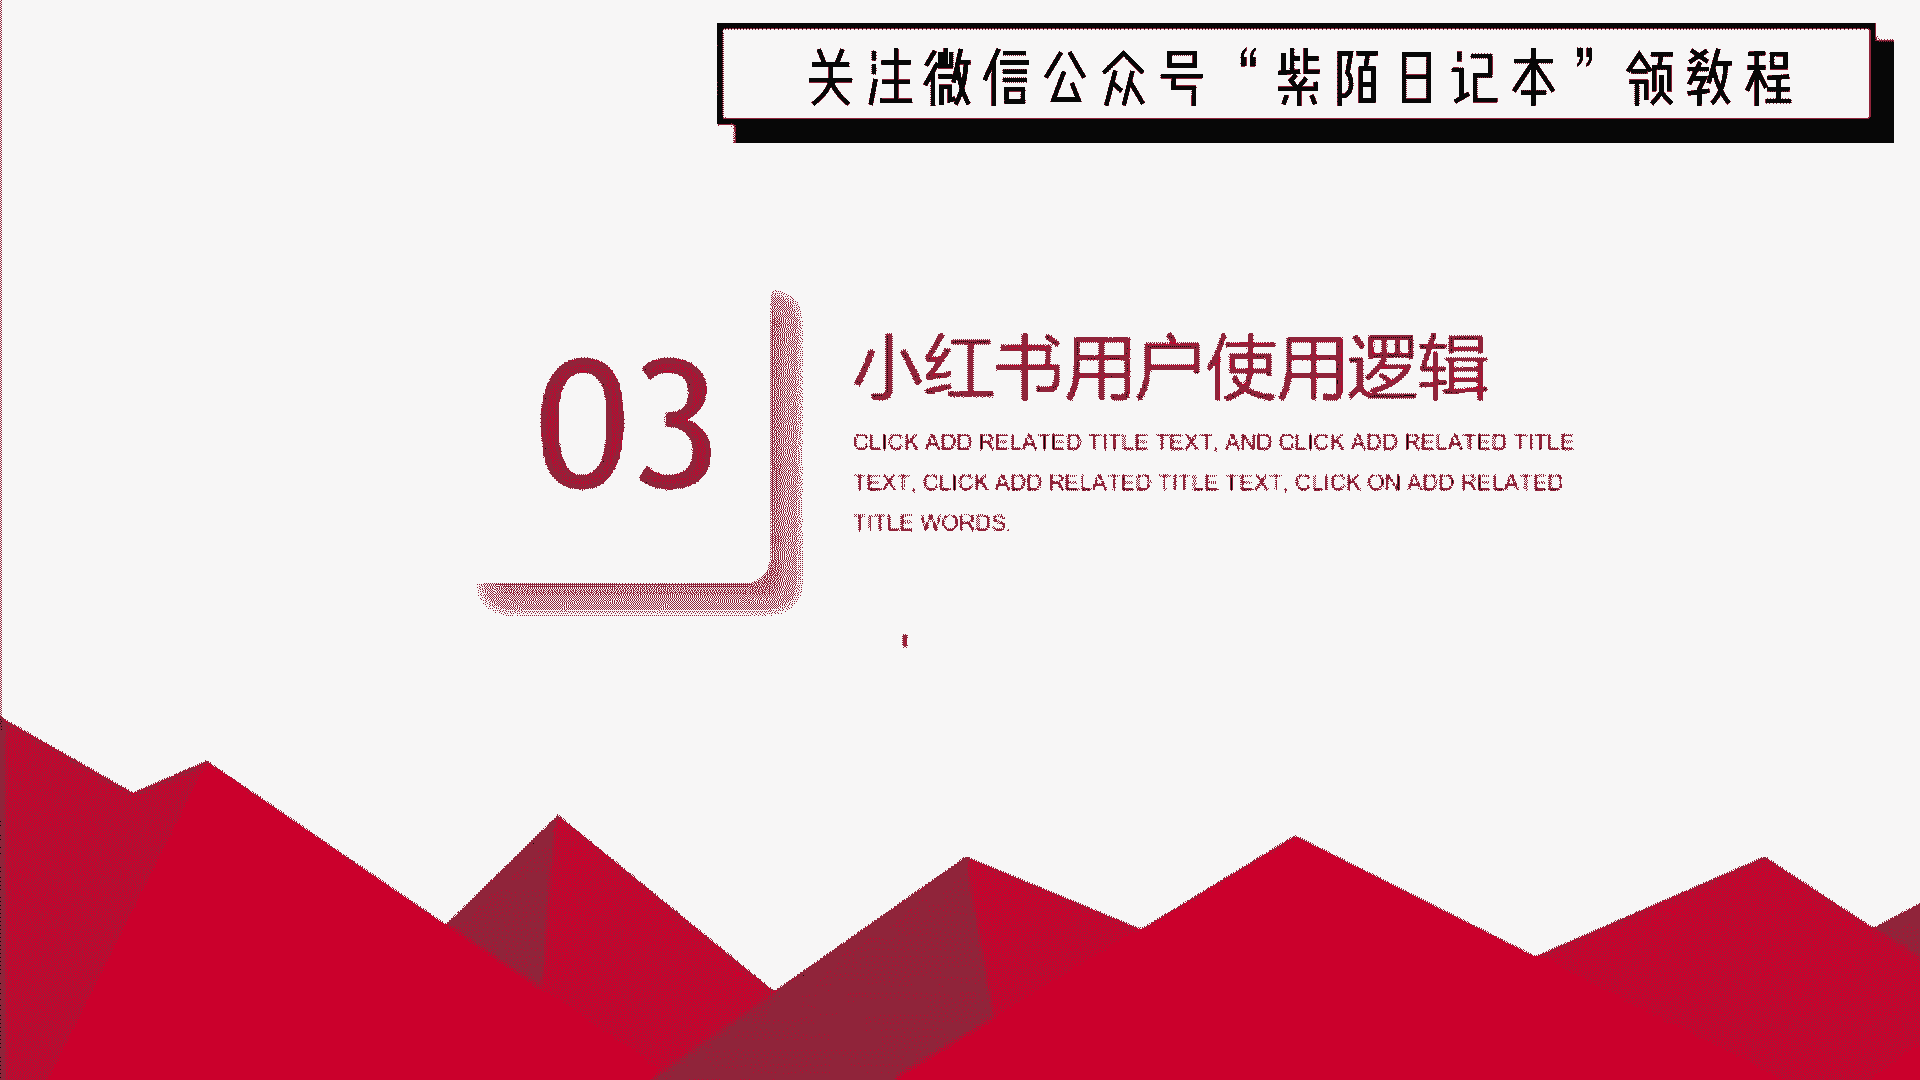 关注微信公众号“紫陌日记本”领教程
03
小红书用户使用逻辑
CLICK ADD RELATED TITLE TEXT, AND CLICK ADD RELATED TITLE
TEXT, CLICK ADD RELATED TITLE TEXT, CLICK ON ADD RELATED
TITLE WORDS.